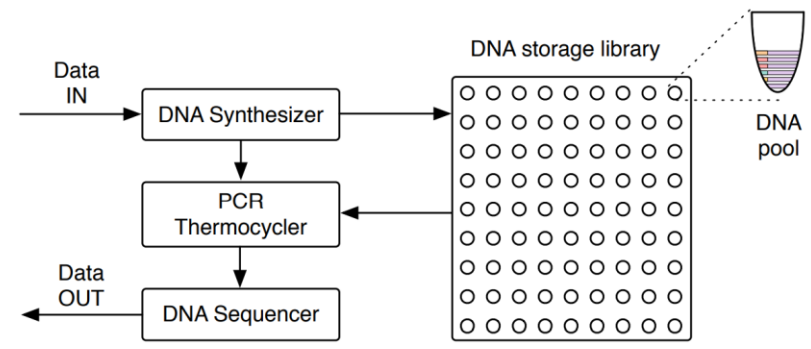 DNA storage library
Data
IN
DNA Synthesizer
DNA
pool
PCR
Thermocycler
Data
OUT
DNA Sequencer